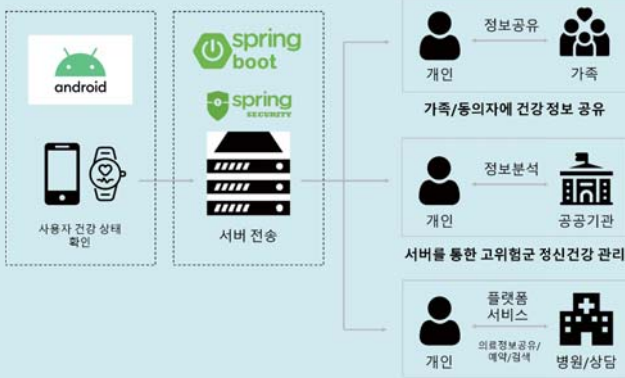 android
사용자 건강 상태
확인
spring
boot
spring
SECURITY
서버 전송
정보공유
개인
가족
가족/동의자에 건강 정보 공유
정보분석
개인
공공기관
서버를 통한 고위험군 정신건강 관리
플랫폼
서비스
의료정보공유/
예약/검색
개인
병원/상담